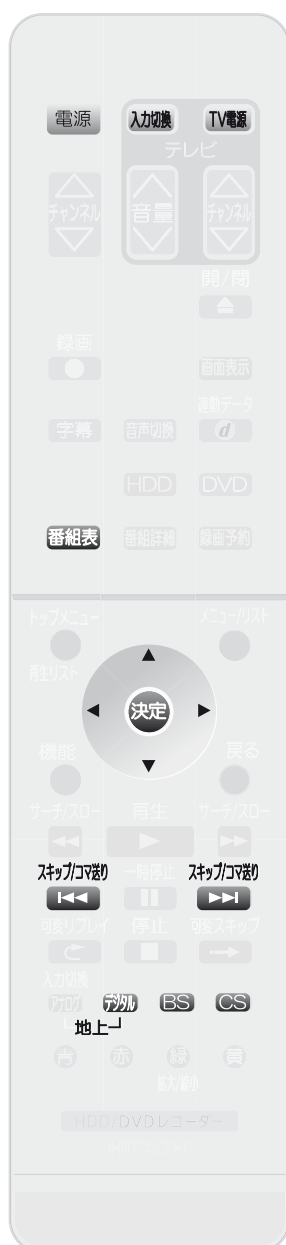 電源
入力切換
TV電源
テレビ
チャンネル
音量
チャンネル
開/閉
録画
画面表示
連動データ
字幕
音声切換
d
HDD
DVD
番組表
番組詳細
録画予約
トップメニュー
メニュー/リスト
再生リスト
決定
機能
戻る
サーチ/スロー
再生
サーチ/スロー
スキップ/コマ送り
一時停止
スキップ/コマ送り
可変リプレイ
停止
可変スキップ
入力切換
アナログ
デジタル
BS
CS
地上
青
赤
緑
黄
拡大/縮小
HDD/DVDレコーダー